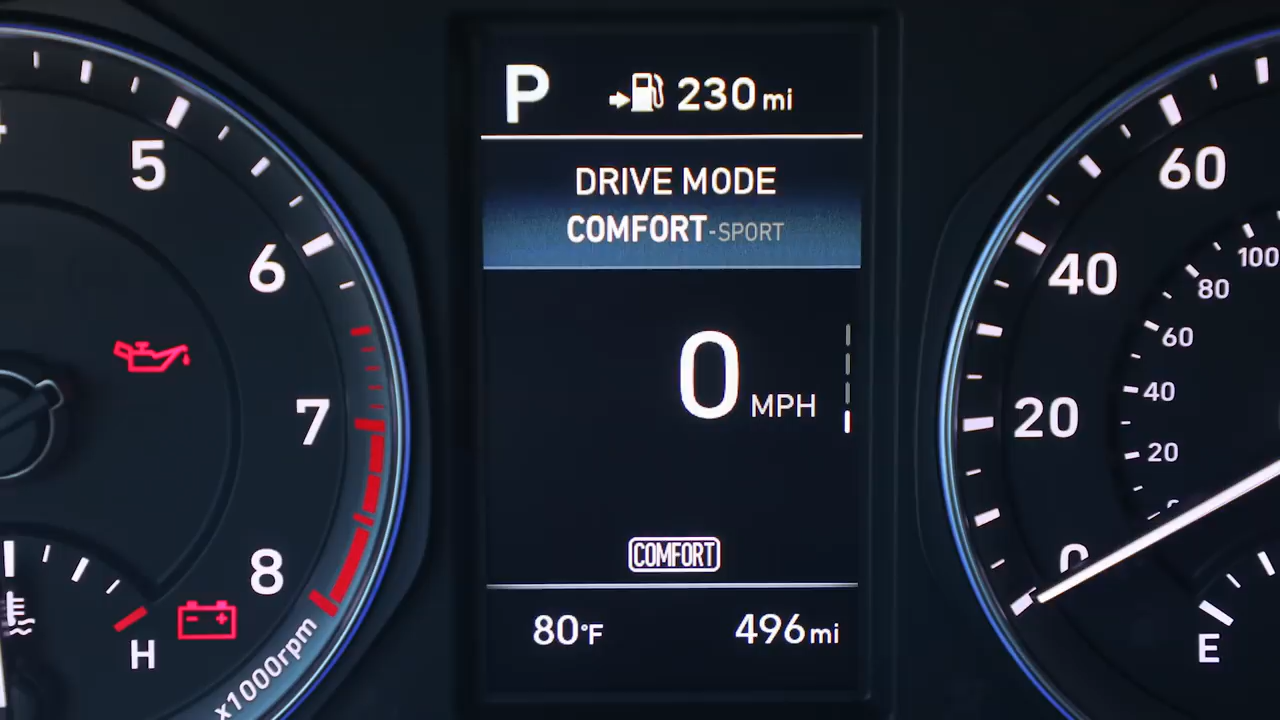 P 230 mi
DRIVE MODE
COMFORT-SPORT
0 MPH
COMFORT
80°F 496 mi
5
6
7
8
x1000rpm
H
60
40
20
0
100
80
60
40
20
E